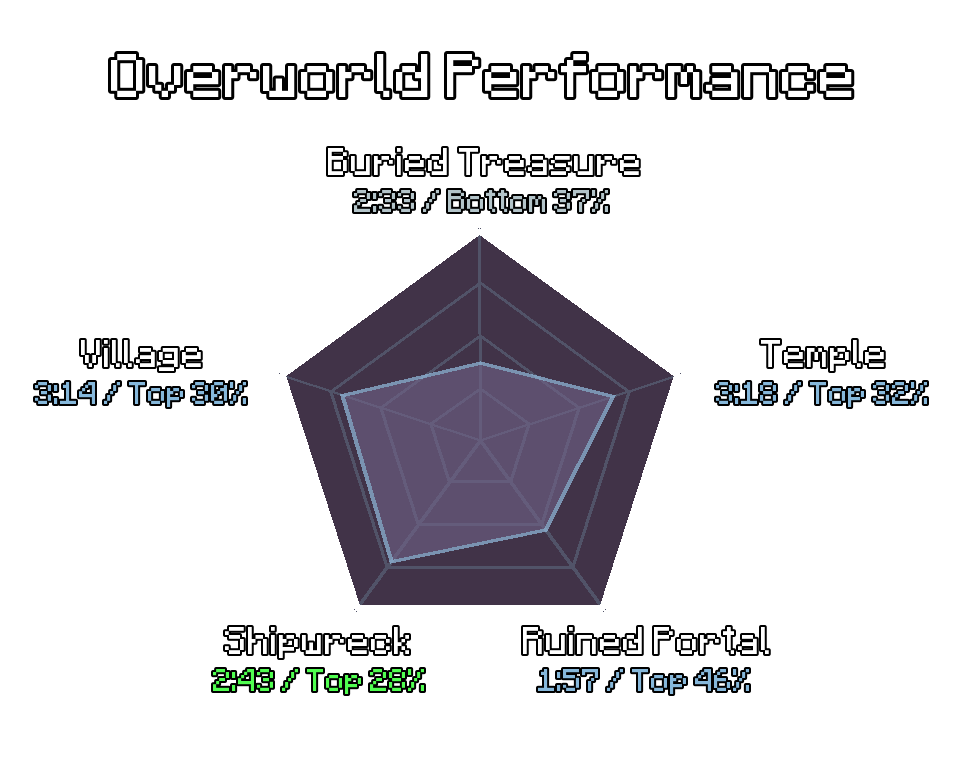 Overworld Performance
Buried Treasure
2:33 / Bottom 37%
Village
3:14 / Top 30%
Temple
3:18 / Top 32%
Shipwreck
2:43 / Top 28%
Ruined Portal
1:57 / Top 46%